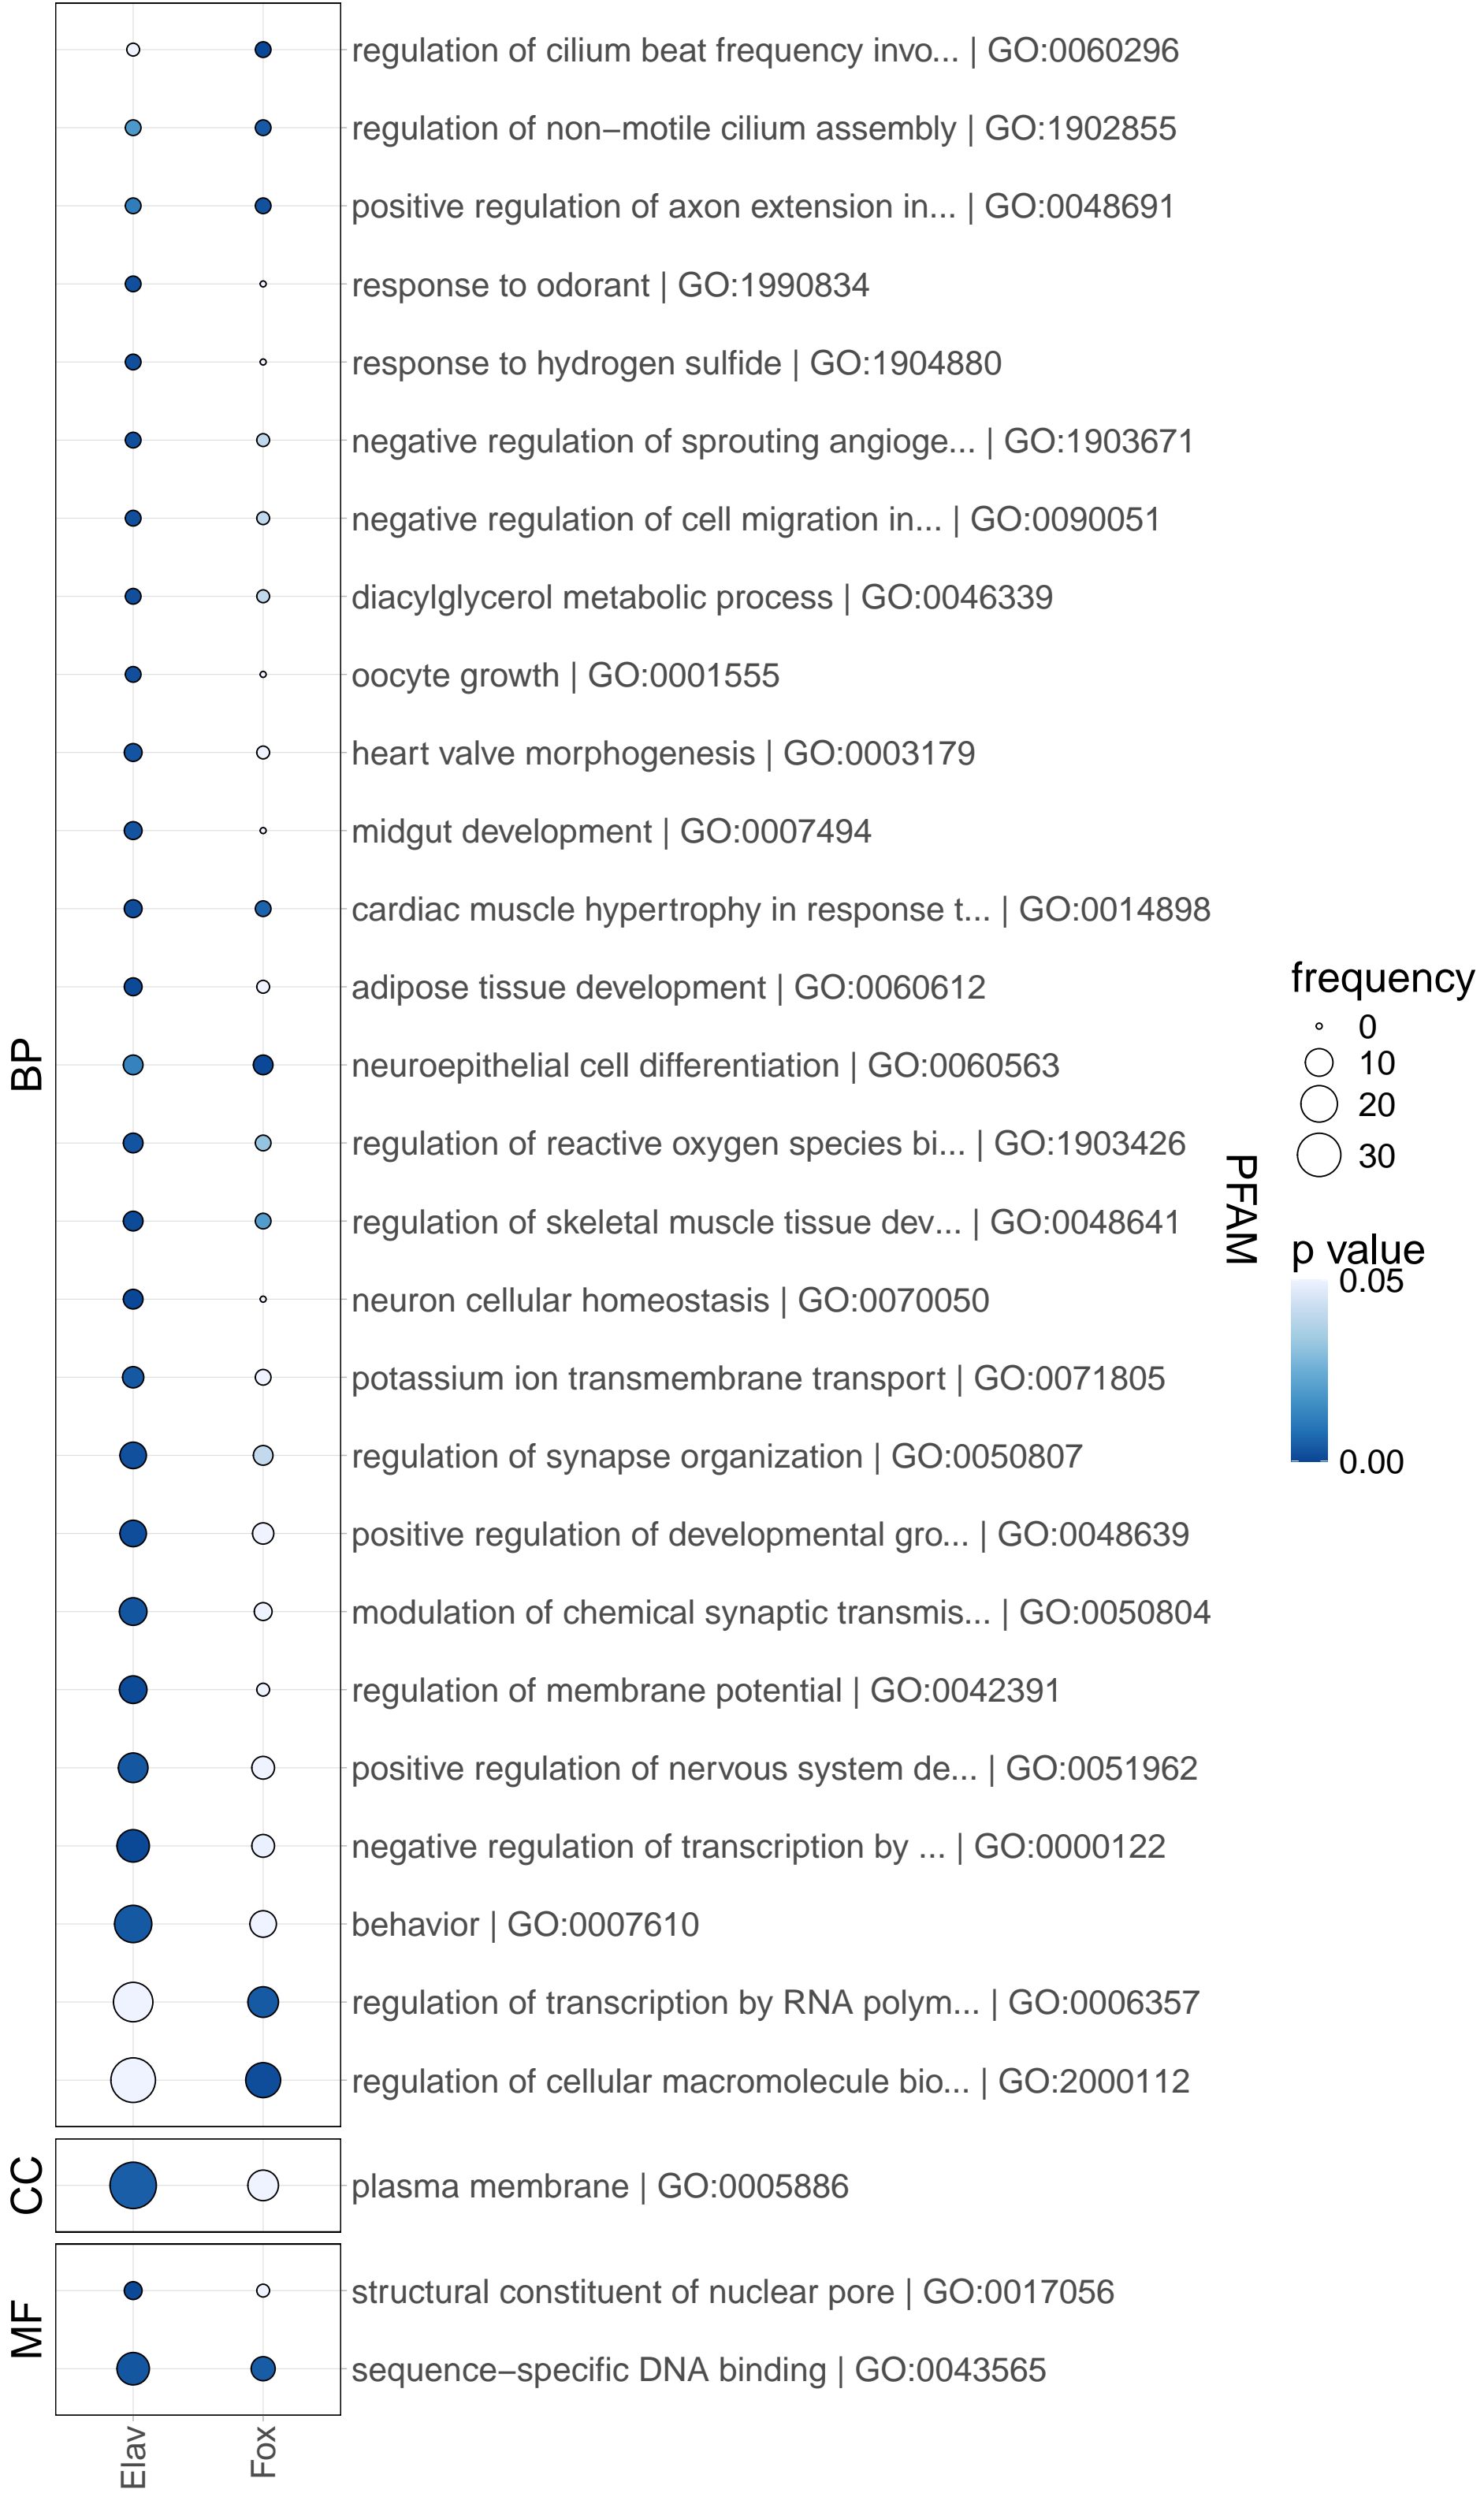 regulation of cilium beat frequency invo... | GO:0060296
regulation of non−motile cilium assembly | GO:1902855
positive regulation of axon extension in... | GO:0048691
response to odorant | GO:1990834
response to hydrogen sulfide | GO:1904880
negative regulation of sprouting angioge... | GO:1903671
negative regulation of cell migration in... | GO:0090051
diacylglycerol metabolic process | GO:0046339
oocyte growth | GO:0001555
heart valve morphogenesis | GO:0003179
midgut development | GO:0007494
cardiac muscle hypertrophy in response t... | GO:0014898
adipose tissue development | GO:0060612
neuroepithelial cell differentiation | GO:0060563
regulation of reactive oxygen species bi... | GO:1903426
regulation of skeletal muscle tissue dev... | GO:0048641
neuron cellular homeostasis | GO:0070050
potassium ion transmembrane transport | GO:0071805
regulation of synapse organization | GO:0050807
positive regulation of developmental gro... | GO:0048639
modulation of chemical synaptic transmis... | GO:0050804
regulation of membrane potential | GO:0042391
positive regulation of nervous system de... | GO:0051962
negative regulation of transcription by ... | GO:0000122
behavior | GO:0007610
regulation of transcription by RNA polym... | GO:0006357
regulation of cellular macromolecule bio... | GO:2000112
plasma membrane | GO:0005886
structural constituent of nuclear pore | GO:0017056
sequence−specific DNA binding | GO:0043565
BP
CC
MF
Elav
Fox
PFAM
frequency
0
10
20
30
p value
0.05
0.00